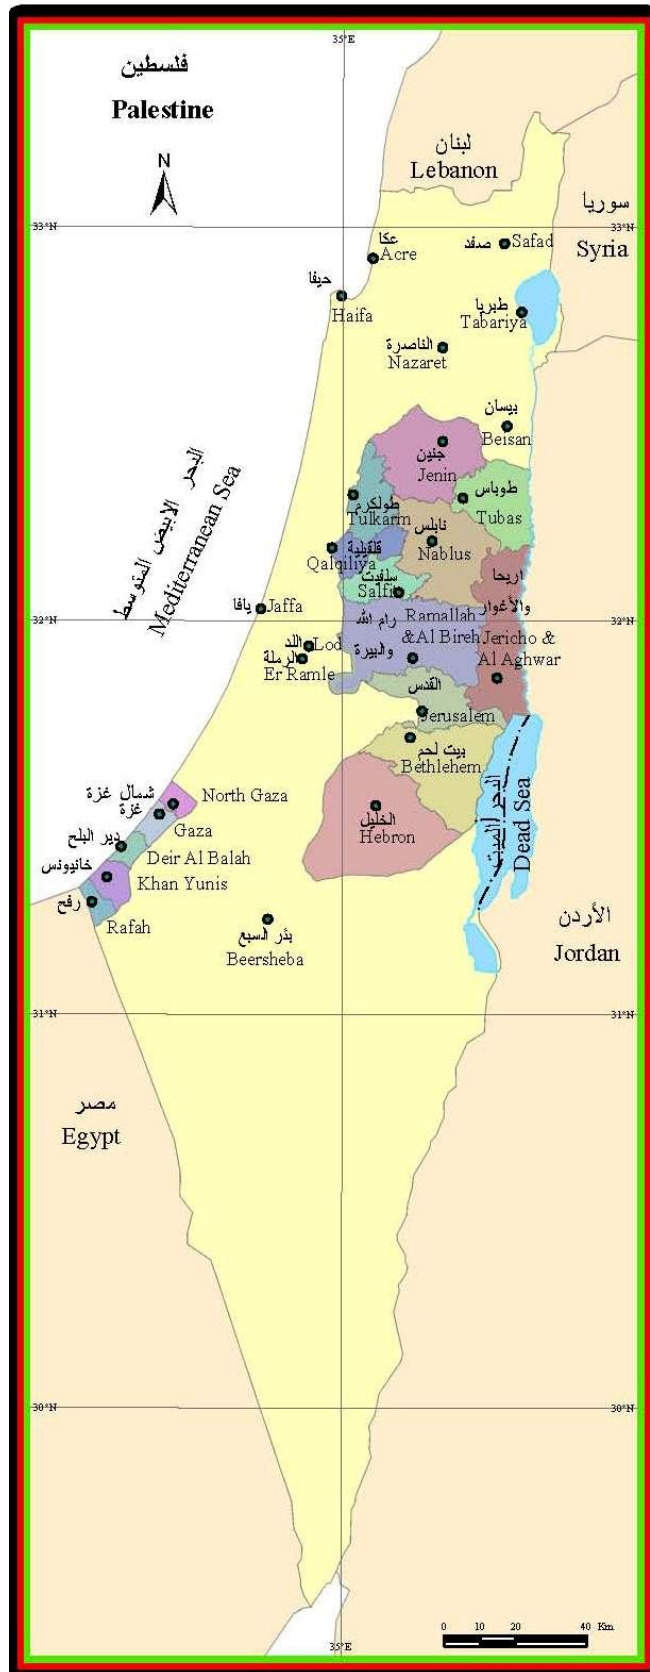 35°E
فلسطين
Palestine
N
لبنان
Lebanon
سوريا
Syria
33°N
33°N
عكا
Acre
صفد
Safad
حيفا
Haifa
طبريا
Tabariya
الناصرة
Nazaret
بيسان
Beisan
جنين
Jenin
طوباس
Tubas
طولكرم
Tulkarm
نابلس
Nablus
قلقيلية
Qalqiliya
سلفيت
Salfit
اريحا
والأغوار
Jericho &
Al Aghwar
البحر الابيض المتوسط
Mediterranean Sea
يافا
Jaffa
32°N
32°N
رام الله
والبيرة
Ramallah
&Al Bireh
اللد
Lod
الرملة
Er Ramle
القدس
Jerusalem
بيت لحم
Bethlehem
البحر الميت
Dead Sea
الخليل
Hebron
شمال غزة
North Gaza
غزة
Gaza
دير البلح
Deir Al Balah
خانيونس
Khan Yunis
رفح
Rafah
بئر السبع
Beersheba
الأردن
Jordan
31°N
31°N
مصر
Egypt
30°N
30°N
35°E
0 10 20 40 Km